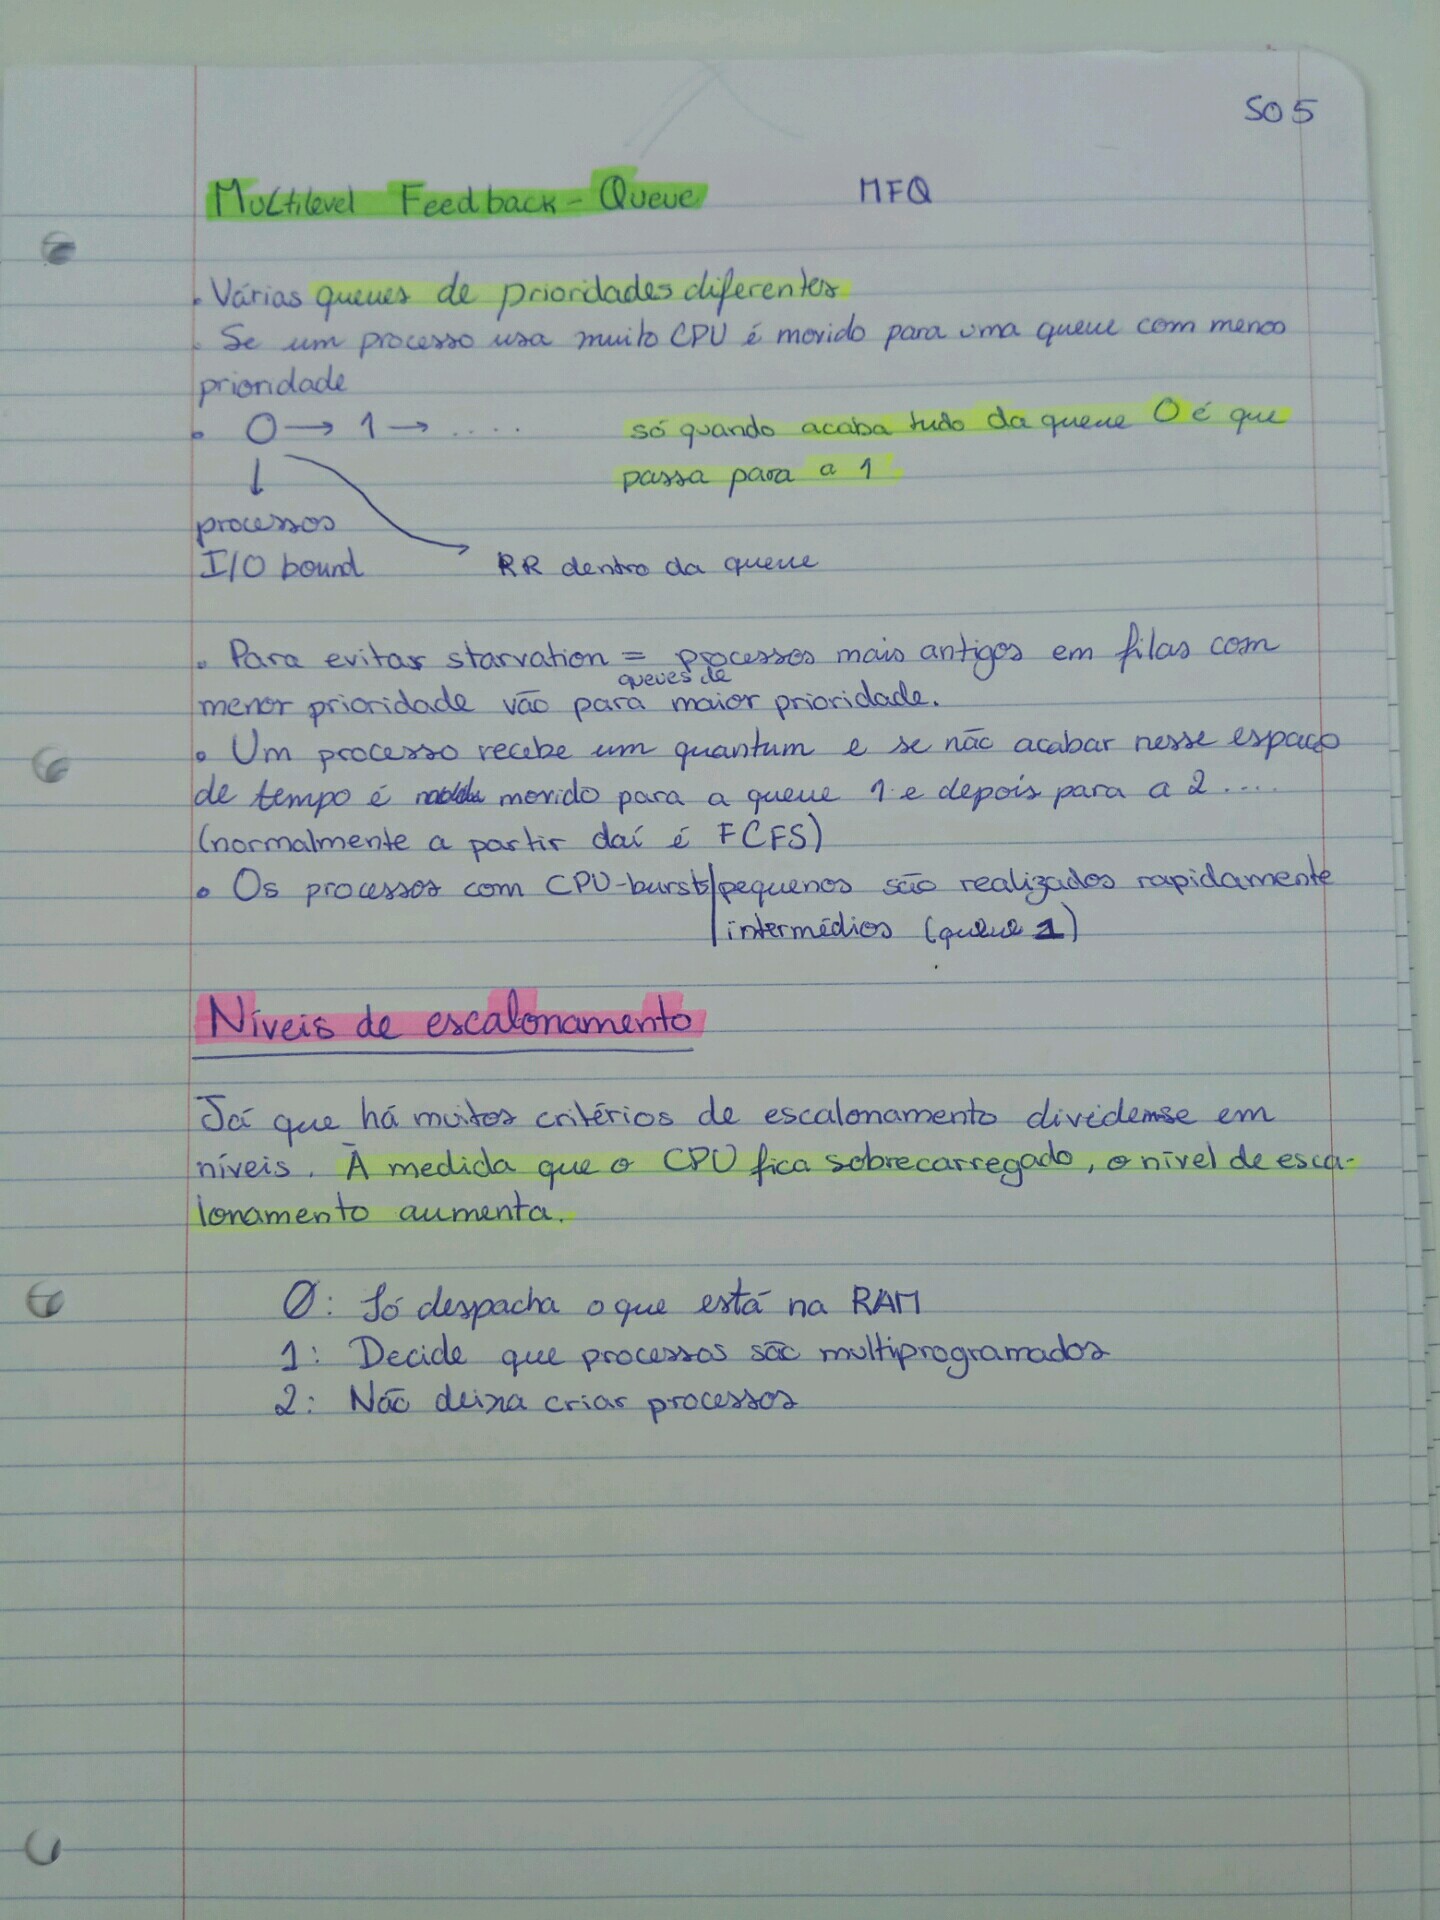 SO 5
Multilevel Feedback-Queue MFQ
• Várias queues de prioridades diferentes
• Se um processo usa muito CPU é movido para uma queue com menos
prioridade
• 0 → 1 → .... só quando acaba tudo da queue 0 é que
passa para a 1
processos
I/O bound RR dentro da queue
• Para evitar starvation = processos mais antigos em filas com
queues de
menor prioridade vão para maior prioridade.
• Um processo recebe um quantum e se não acabar nesse espaço
de tempo é movido para a queue 1 e depois para a 2 ....
(normalmente a partir daí é FCFS)
• Os processos com CPU-bursts | pequenos são realizados rapidamente
| intermédios (queue 1)
Níveis de escalonamento
Já que há muitos critérios de escalonamento dividem-se em
níveis. À medida que o CPU fica sobrecarregado, o nível de esca-
lonamento aumenta.
0: Só despacha o que está na RAM
1: Decide que processos são multiprogramados
2: Não deixa criar processos